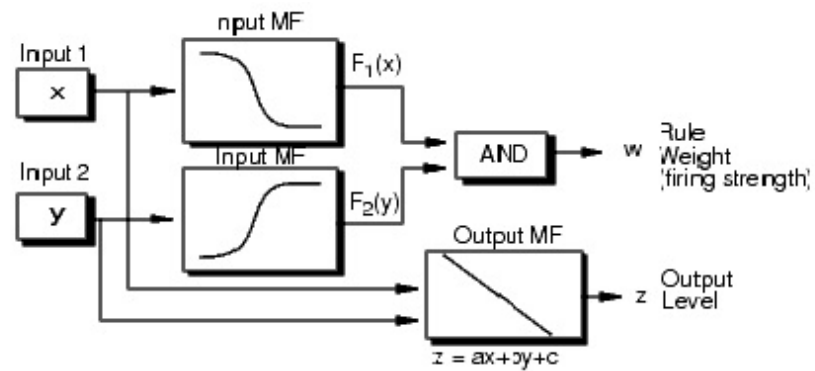 nput MF
Input 1
F1(x)
x
Input MF
AND
w
Rule
Weight
(firing strength)
Input 2
y
F2(y)
Output MF
z
Output
Level
z = ax+by+c